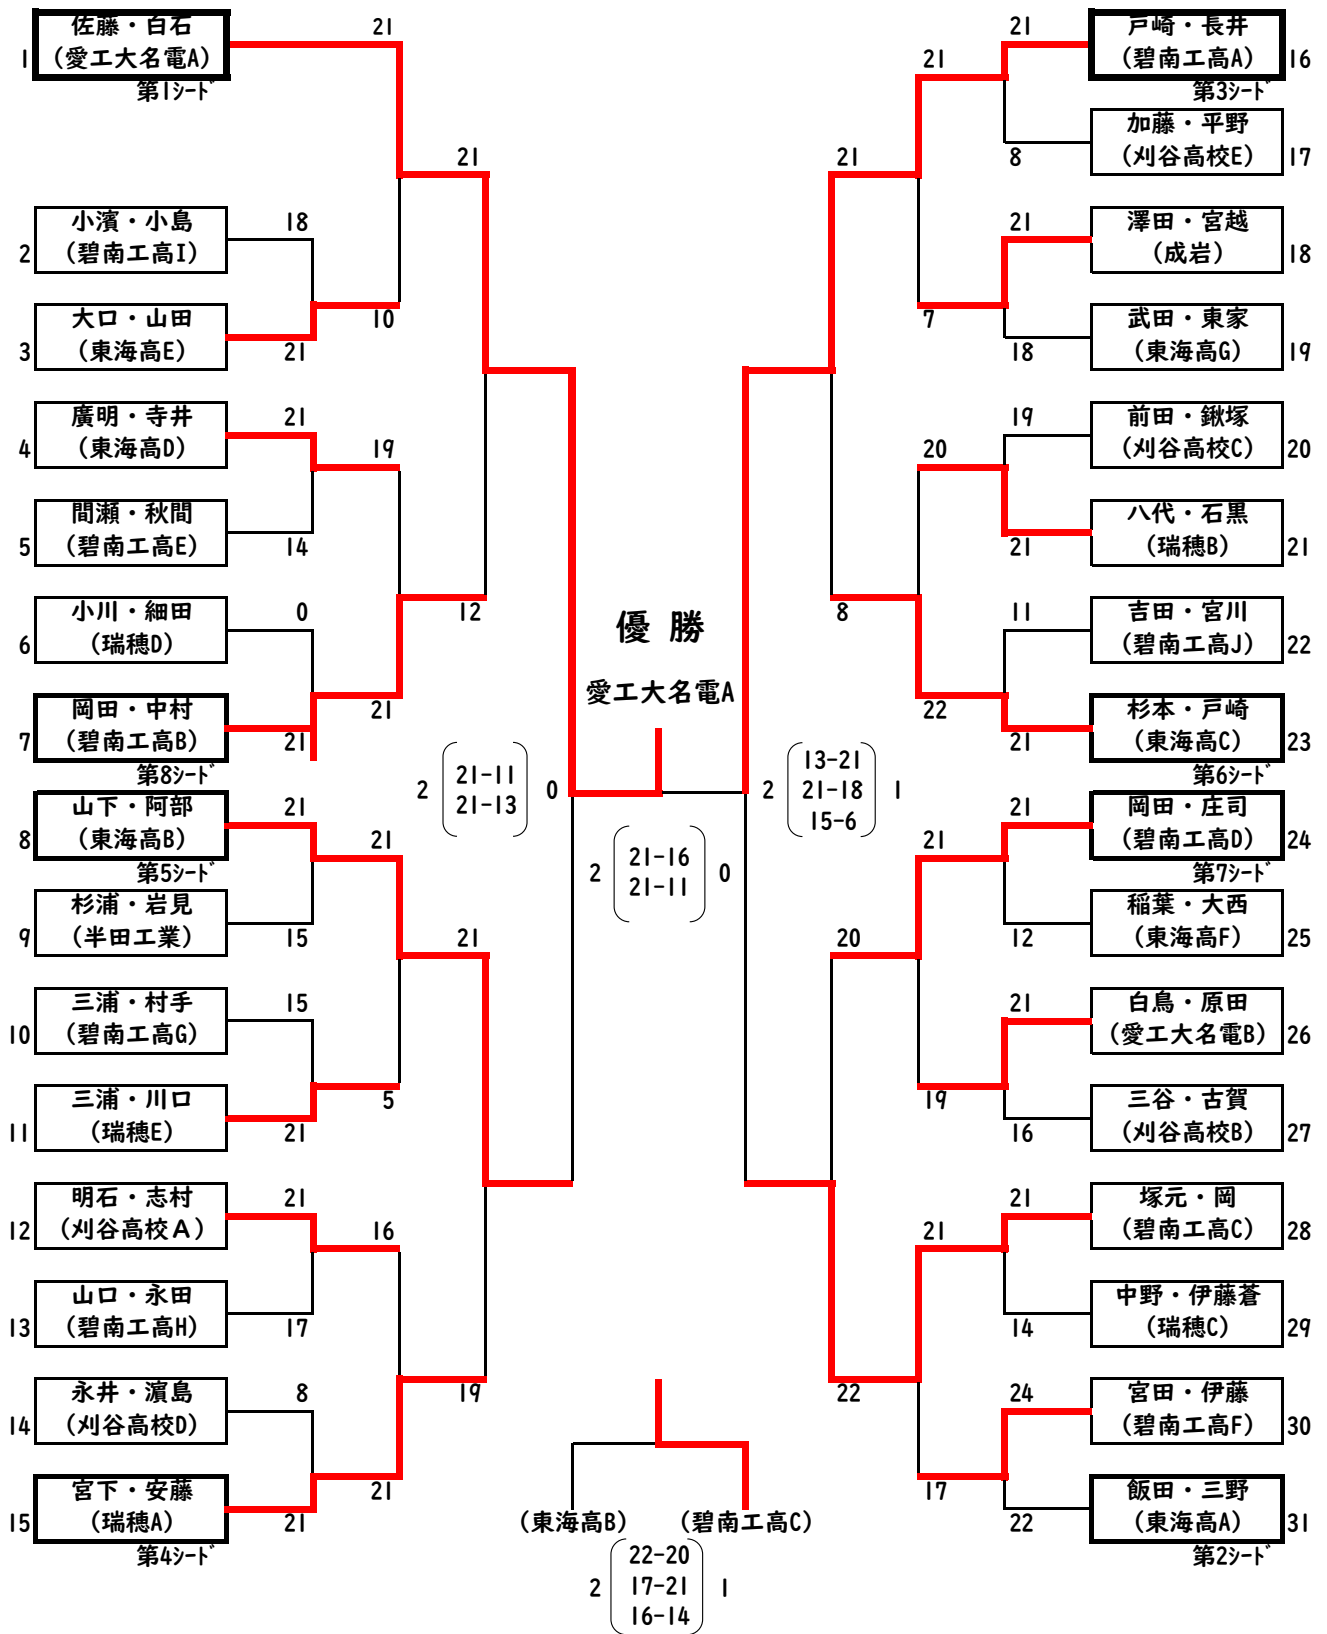 佐藤・白石
1 (愛工大名電A)
第1シード
21
小濱・小島
2 (碧南工高I)
18
大口・山田
3 (東海高E)
21
10
廣明・寺井
4 (東海高D)
21
19
間瀬・秋間
5 (碧南工高E)
14
小川・細田
6 (瑞穂D)
0
岡田・中村
7 (碧南工高B)
第8シード
21
21
21
12
山下・阿部
8 (東海高B)
第5シード
21
21
杉浦・岩見
9 (半田工業)
15
三浦・村手
10 (碧南工高G)
15
三浦・川口
11 (瑞穂E)
21
5
21
明石・志村
12 (刈谷高校A)
21
16
山口・永田
13 (碧南工高H)
17
永井・濵島
14 (刈谷高校D)
8
宮下・安藤
15 (瑞穂A)
第4シード
21
21
19
優 勝
愛工大名電A
2 21-11 0
21-13
2 21-16 0
21-11
2 13-21 1
21-18
15-6
(東海高B) (碧南工高C)
2 22-20 1
17-21
16-14
戸崎・長井
(碧南工高A) 16
第3シード
21
21
加藤・平野
(刈谷高校E) 17
8
澤田・宮越
(成岩) 18
21
武田・東家
(東海高G) 19
18
7
21
前田・鍬塚
(刈谷高校C) 20
19
20
八代・石黒
(瑞穂B) 21
21
吉田・宮川
(碧南工高J) 22
11
杉本・戸崎
(東海高C) 23
第6シード
21
22
8
岡田・庄司
(碧南工高D) 24
第7シード
21
21
稲葉・大西
(東海高F) 25
12
白鳥・原田
(愛工大名電B) 26
21
三谷・古賀
(刈谷高校B) 27
16
19
20
塚元・岡
(碧南工高C) 28
21
21
中野・伊藤蒼
(瑞穂C) 29
14
宮田・伊藤
(碧南工高F) 30
24
飯田・三野
(東海高A) 31
第2シード
22
17
22